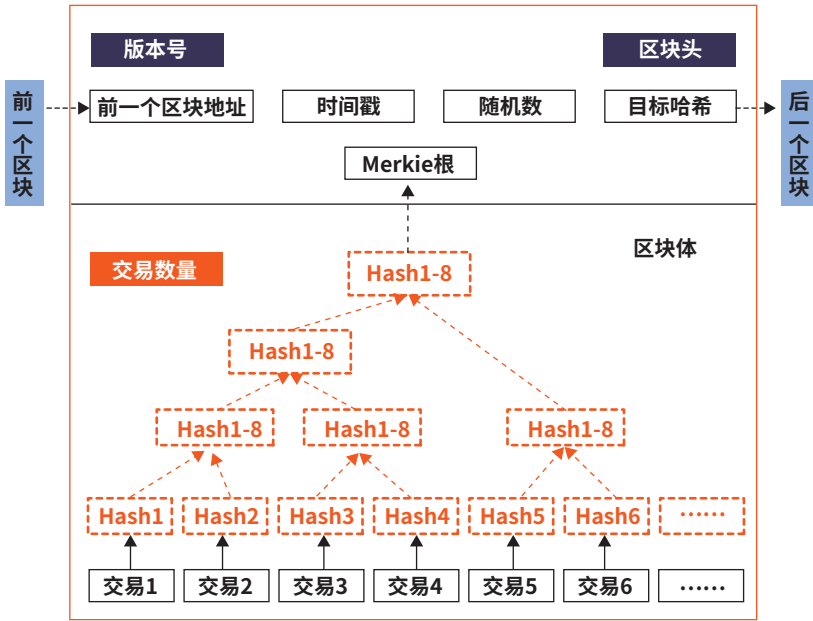 版本号
区块头
前一个区块
前一个区块地址
时间戳
随机数
目标哈希
后一个区块
Merkie根
区块体
交易数量
Hash1-8
Hash1-8
Hash1-8
Hash1-8
Hash1-8
Hash1
Hash2
Hash3
Hash4
Hash5
Hash6
······
交易1
交易2
交易3
交易4
交易5
交易6
······